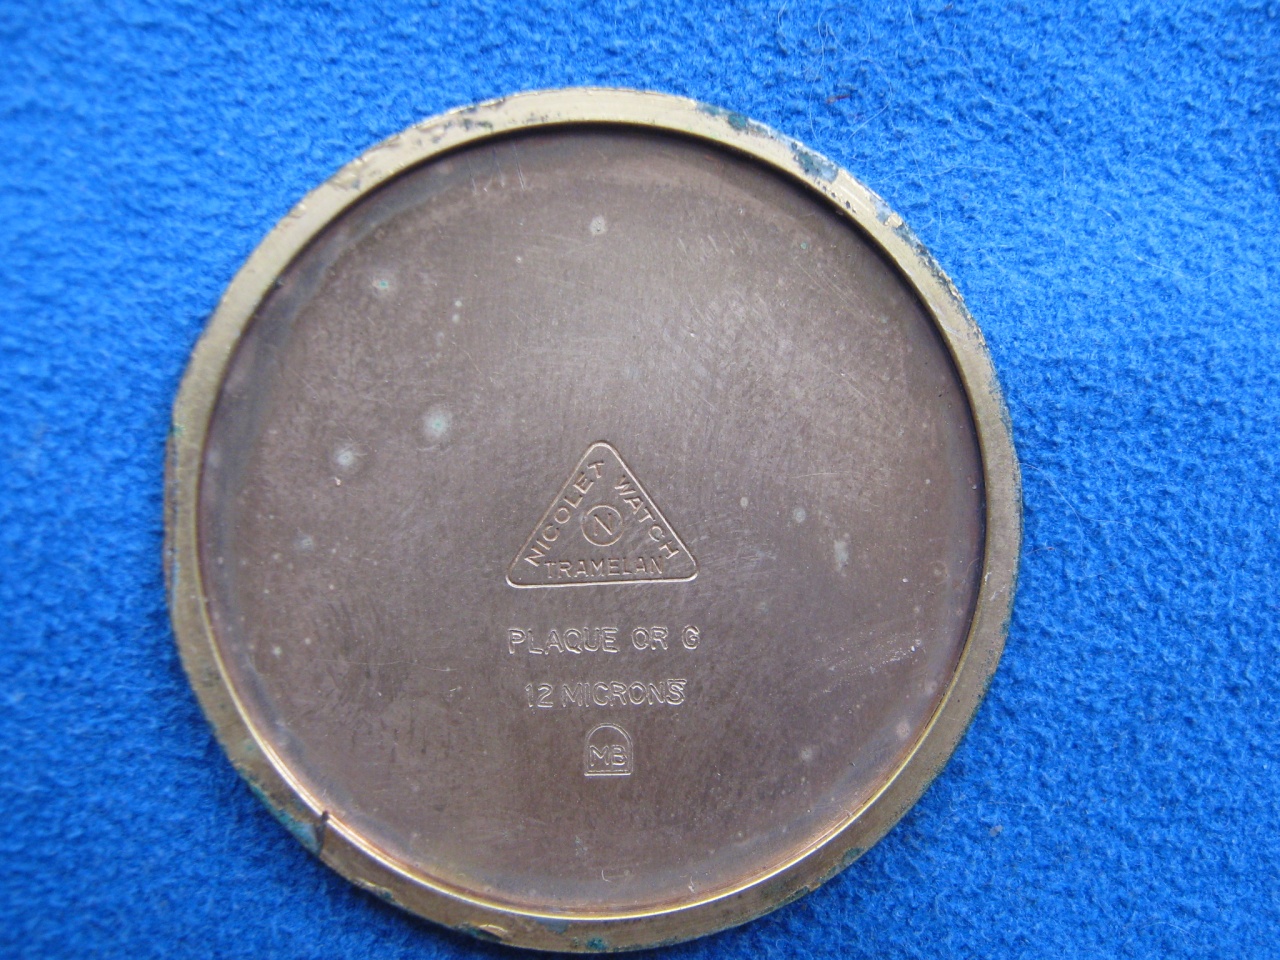 NICOLET WATCH
N
TRAMELAN
PLAQUE OR G
12 MICRONS
MB